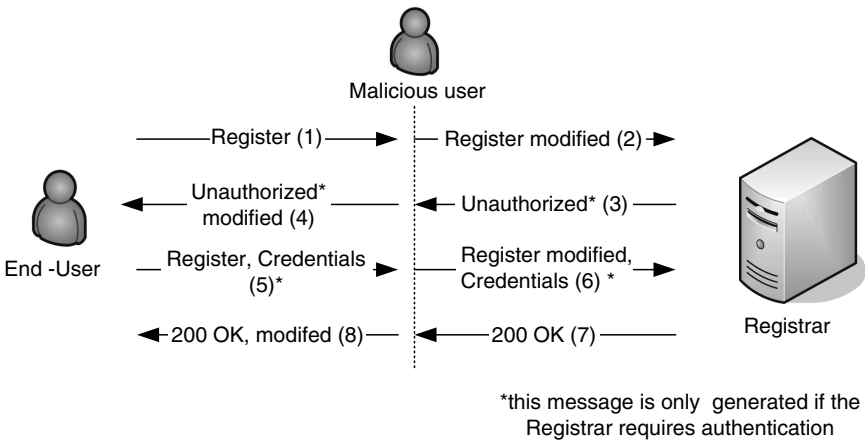 Malicious user
Register (1)
Register modified (2)
Unauthorized*
modified (4)
Unauthorized* (3)
End -User
Register, Credentials
(5)*
Register modified,
Credentials (6) *
200 OK, modifed (8)
200 OK (7)
Registrar
*this message is only generated if the
Registrar requires authentication